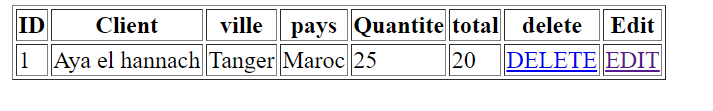 ID Client ville pays Quantite total delete Edit
1 Aya el hannach Tanger Maroc 25 20 DELETE EDIT